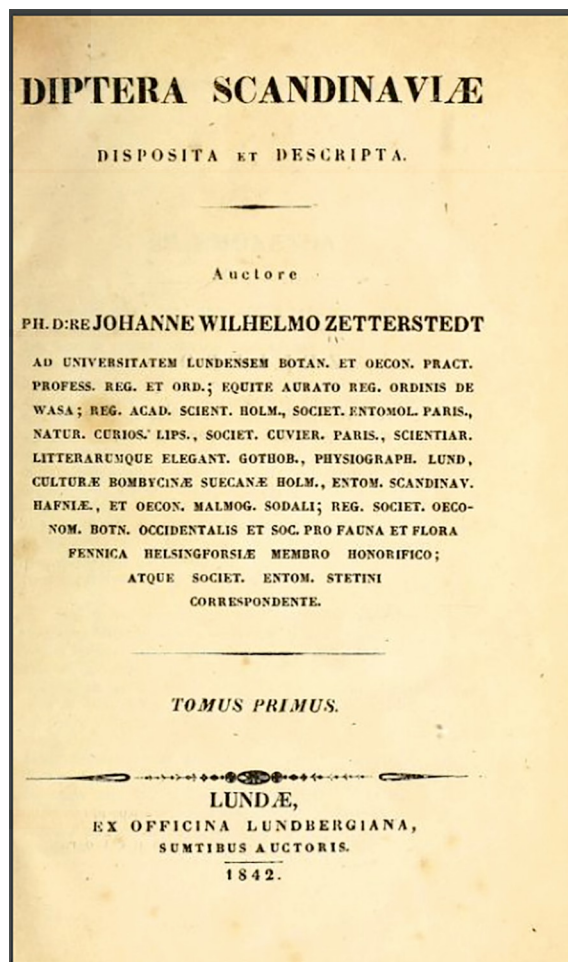 DIPTERA SCANDINAVIÆ
DISPOSITA ET DESCRIPTA.
Auctore
PH. D:RE JOHANNE WILHELMO ZETTERSTEDT
AD UNIVERSITATEM LUNDENSEM BOTAN. ET OECON. PRACT.
PROFESS. REG. ET ORD.; EQUITE AURATO REG. ORDINIS DE
WASA; REG. ACAD. SCIENT. HOLM., SOCIET. ENTOMOL. PARIS.,
NATUR. CURIOS. LIPS., SOCIET. CUVIER. PARIS., SCIENTIAR.
LITTERARUMQUE ELEGANT. GOTHOB., PHYSIOGRAPH. LUND,
CULTURÆ BOMBYCINÆ SUECANÆ HOLM., ENTOM. SCANDINAV.
HAFNIÆ., ET OECON. MALMOG. SODALI; REG. SOCIET. OECO-
NOM. BOTN. OCCIDENTALIS ET SOC. PRO FAUNA ET FLORA
FENNICA HELSINGFORSIÆ MEMBRO HONORIFICO;
ATQUE SOCIET. ENTOM. STETINI
CORRESPONDENTE.
TOMUS PRIMUS.
LUNDÆ,
EX OFFICINA LUNDBERGIANA,
SUMTIBUS AUCTORIS.
1842.